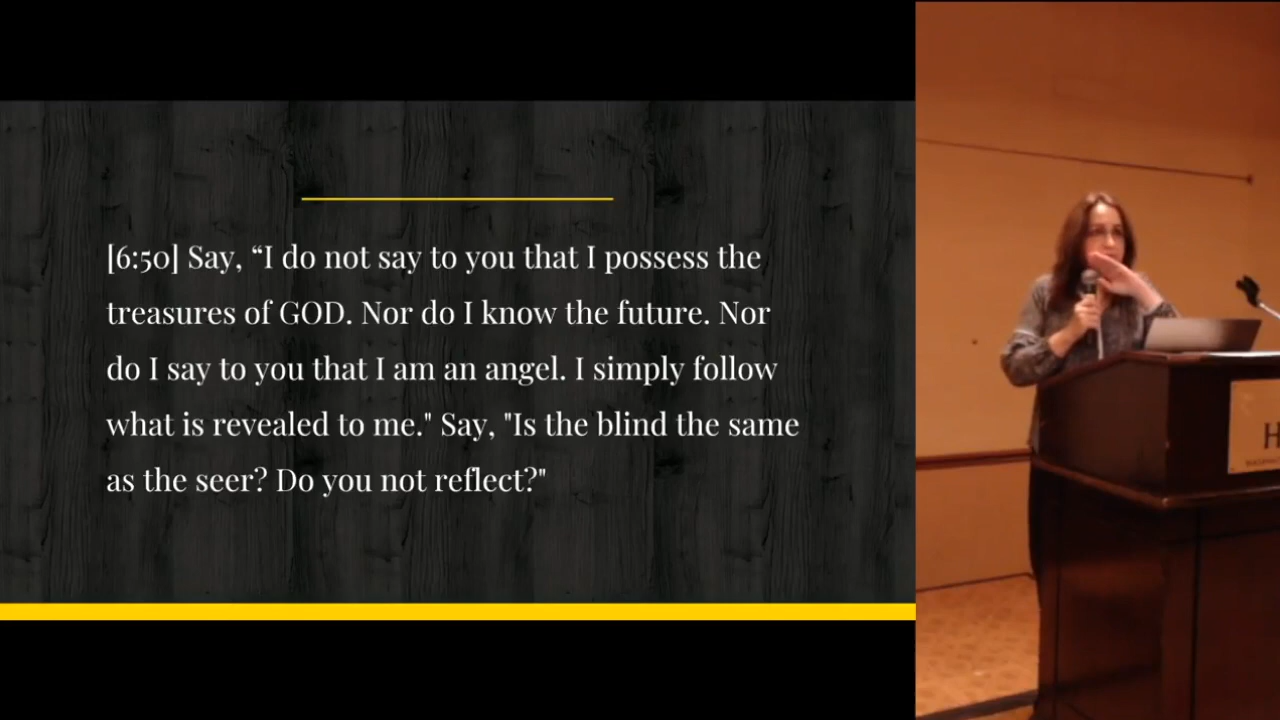 [6:50] Say, “I do not say to you that I possess the
treasures of GOD. Nor do I know the future. Nor
do I say to you that I am an angel. I simply follow
what is revealed to me." Say, "Is the blind the same
as the seer? Do you not reflect?"
H